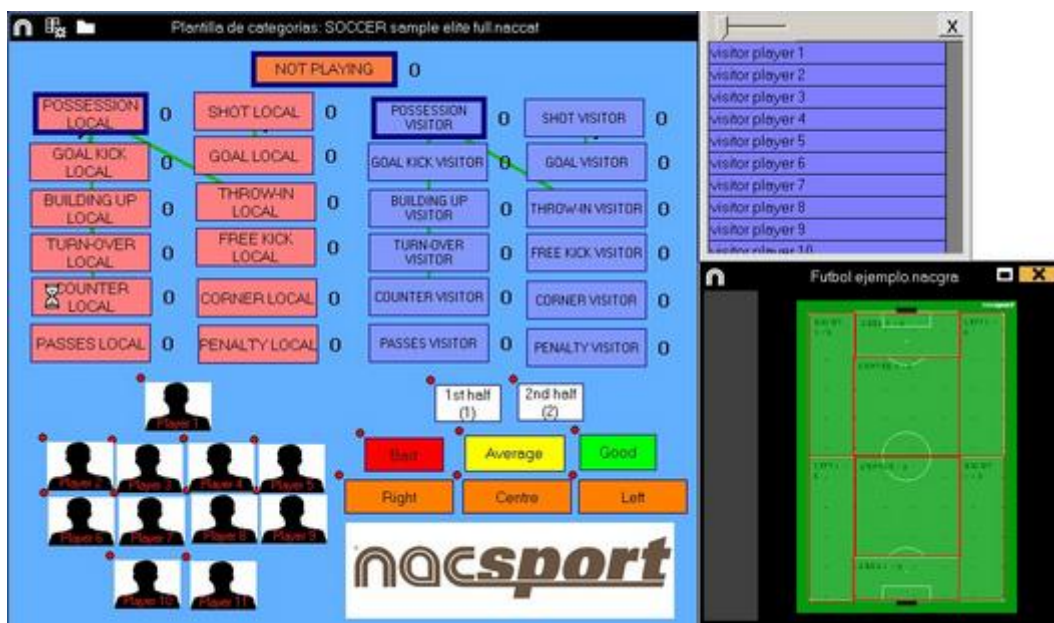 Plantilla de categorias: SOCCER sample elite full.naccat
X
NOT PLAYING 0
POSSESSION LOCAL 0
SHOT LOCAL 0
POSSESSION VISITOR 0
SHOT VISITOR 0
GOAL KICK LOCAL 0
GOAL LOCAL 0
GOAL KICK VISITOR 0
GOAL VISITOR 0
BUILDING UP LOCAL 0
THROW-IN LOCAL 0
BUILDING UP VISITOR 0
THROW-IN VISITOR 0
TURN-OVER LOCAL 0
FREE KICK LOCAL 0
TURN-OVER VISITOR 0
FREE KICK VISITOR 0
COUNTER LOCAL 0
CORNER LOCAL 0
COUNTER VISITOR 0
CORNER VISITOR 0
PASSES LOCAL 0
PENALTY LOCAL 0
PASSES VISITOR 0
PENALTY VISITOR 0
Player 1
1st half (1)
2nd half (2)
Bad
Average
Good
Player 2
Player 3
Player 4
Player 5
Right
Centre
Left
Player 6
Player 7
Player 8
Player 9
Player 10
Player 11
nacsport
visitor player 1
visitor player 2
visitor player 3
visitor player 4
visitor player 5
visitor player 6
visitor player 7
visitor player 8
visitor player 9
visitor player 10
Futbol ejemplo.nacgra
X